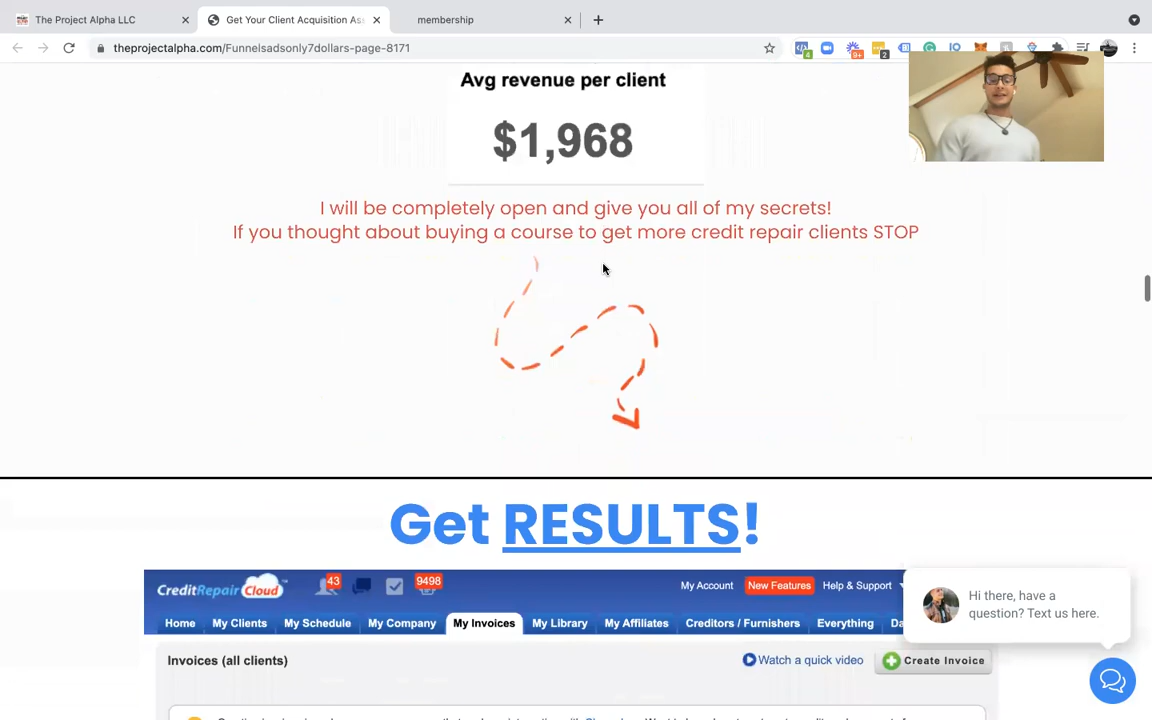 The Project Alpha LLC
Get Your Client Acquisition As
membership
theprojectalpha.com/Funnelsadsonly7dollars-page-8171
4
9+
2
Avg revenue per client
$1,968
I will be completely open and give you all of my secrets!
If you thought about buying a course to get more credit repair clients STOP
Get RESULTS!
CreditRepair Cloud
43
9498
My Account
New Features
Help & Support
Home
My Clients
My Schedule
My Company
My Invoices
My Library
My Affiliates
Creditors / Furnishers
Everything
Da
Hi there, have a
question? Text us here.
Invoices (all clients)
Watch a quick video
Create Invoice